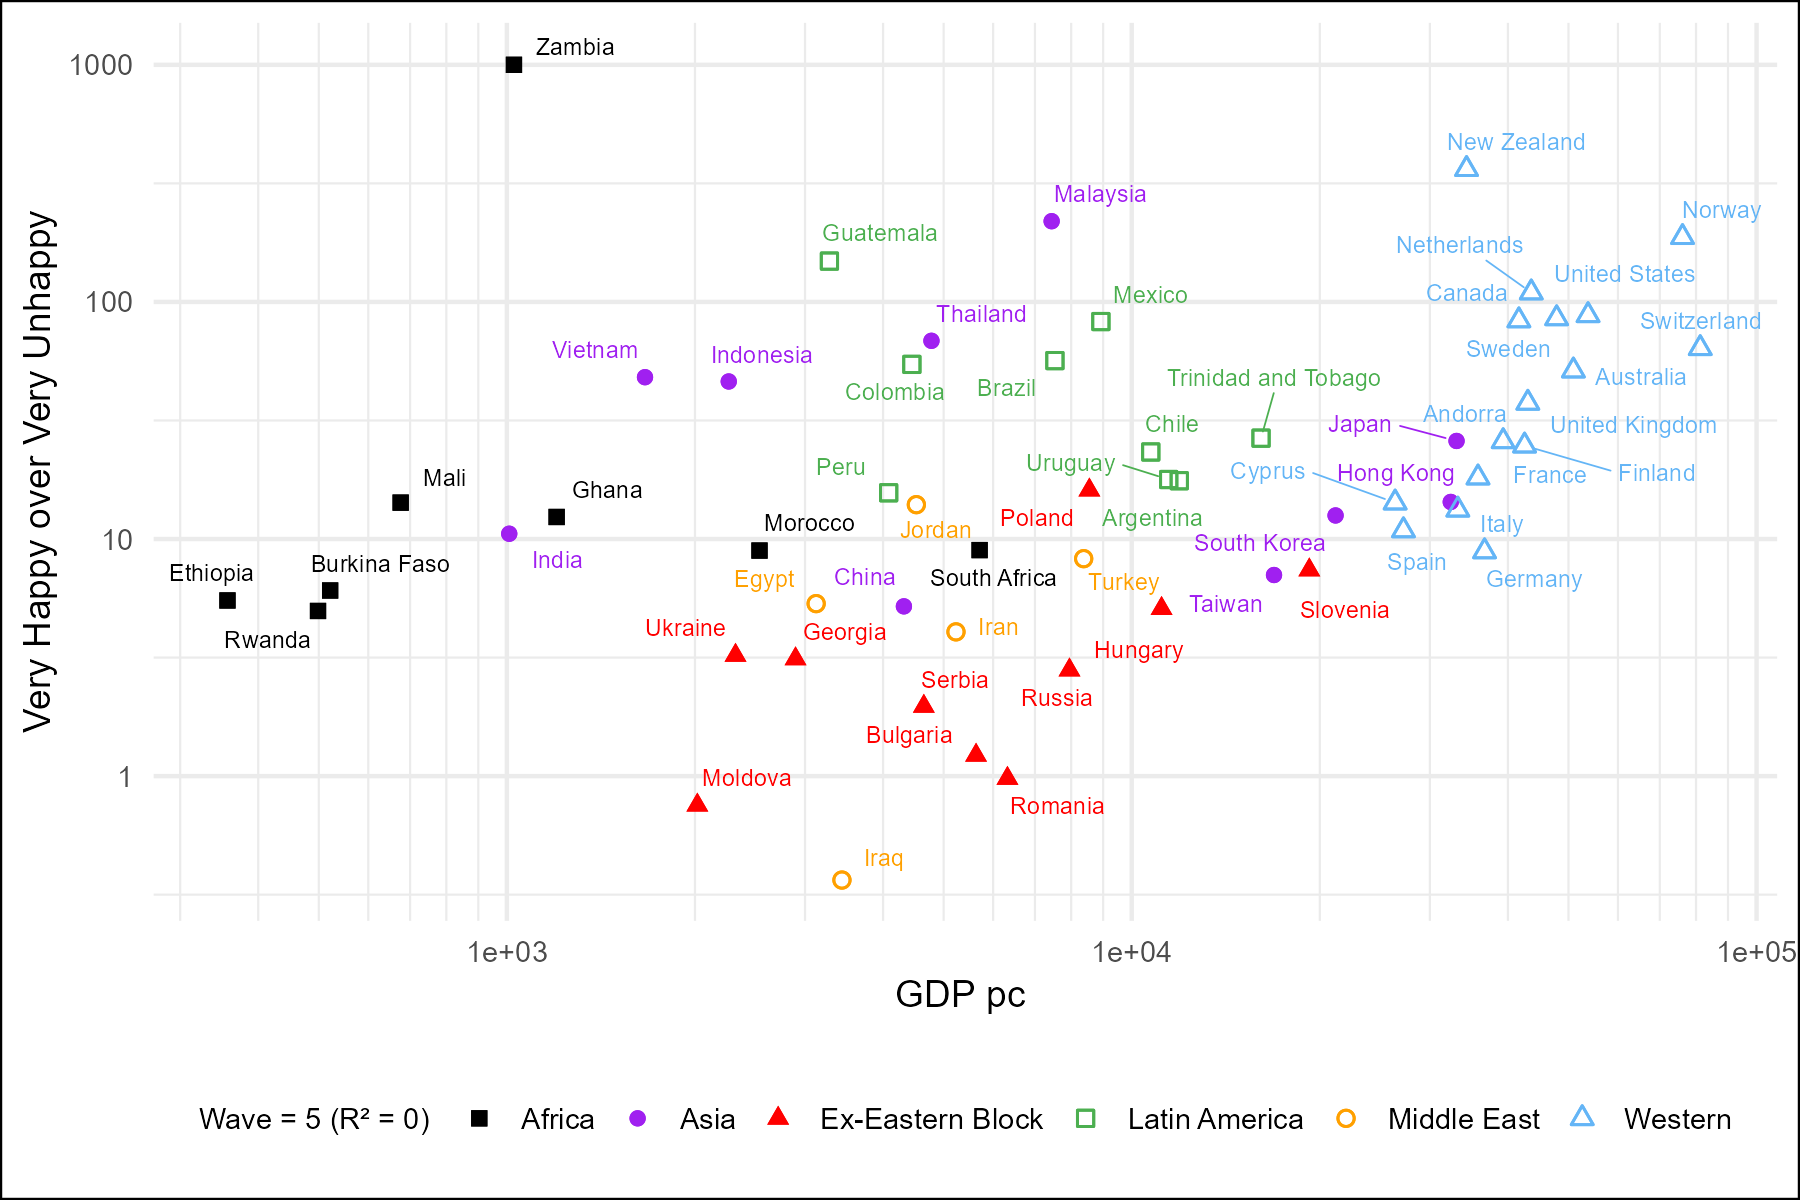 Zambia
1000
New Zealand
Malaysia
Norway
Guatemala
Netherlands
United States
Canada
Mexico
100
Thailand
Switzerland
Vietnam
Indonesia
Sweden
Trinidad and Tobago
Australia
Brazil
Colombia
Andorra
Chile
Japan
United Kingdom
Uruguay
Peru
Cyprus
Hong Kong
France
Finland
Mali
Ghana
Poland
Argentina
Morocco
Jordan
Italy
10
South Korea
India
Burkina Faso
Spain
Ethiopia
Egypt
China
South Africa
Turkey
Germany
Taiwan
Slovenia
Ukraine
Georgia
Iran
Rwanda
Hungary
Serbia
Russia
Bulgaria
1
Moldova
Romania
Iraq
Very Happy over Very Unhappy
1e+03
1e+04
1e+05
GDP pc
Wave = 5 (R² = 0)
Africa
Asia
Ex-Eastern Block
Latin America
Middle East
Western